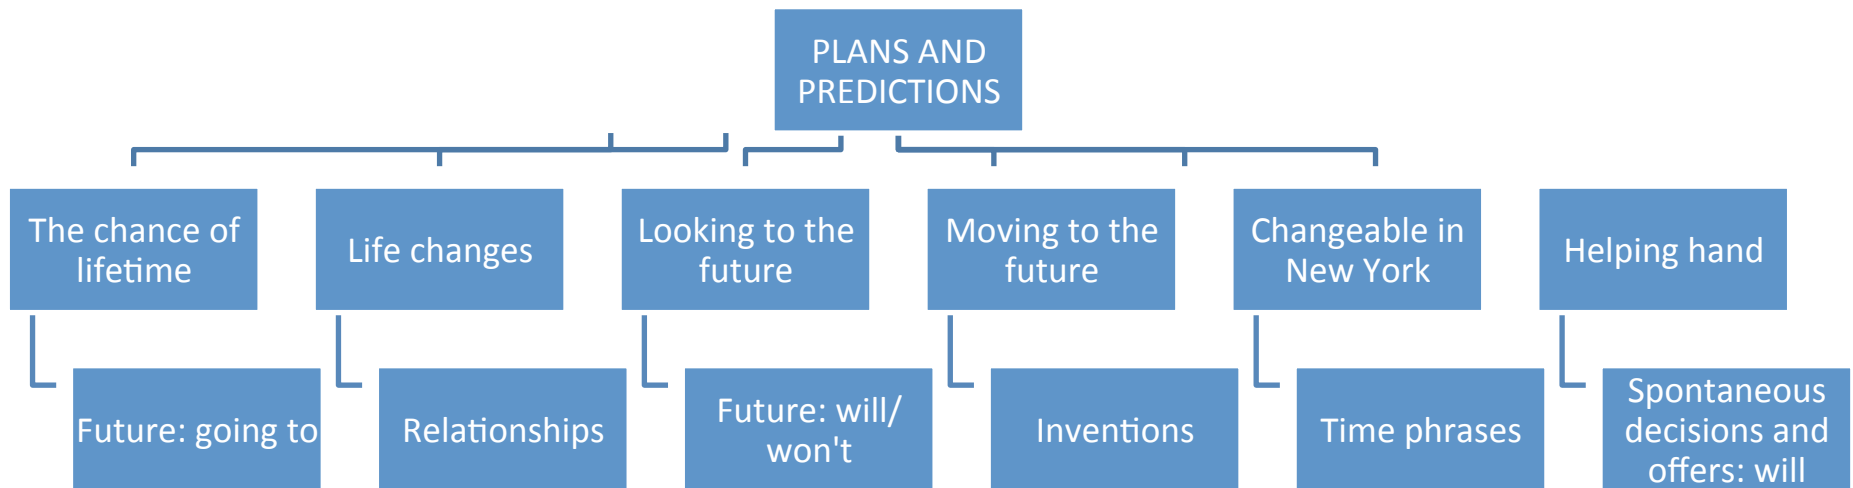 PLANS AND
PREDICTIONS
The chance of
lifetime
Life changes
Looking to the
future
Moving to the
future
Changeable in
New York
Helping hand
Future: going to
Relationships
Future: will/
won't
Inventions
Time phrases
Spontaneous
decisions and
offers: will